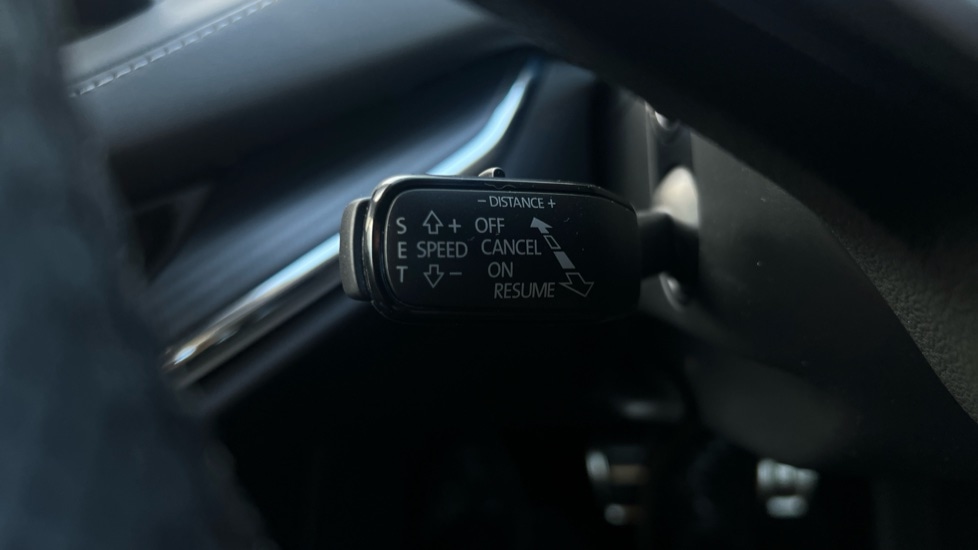 - DISTANCE +
S + OFF
E SPEED CANCEL
T - ON
RESUME